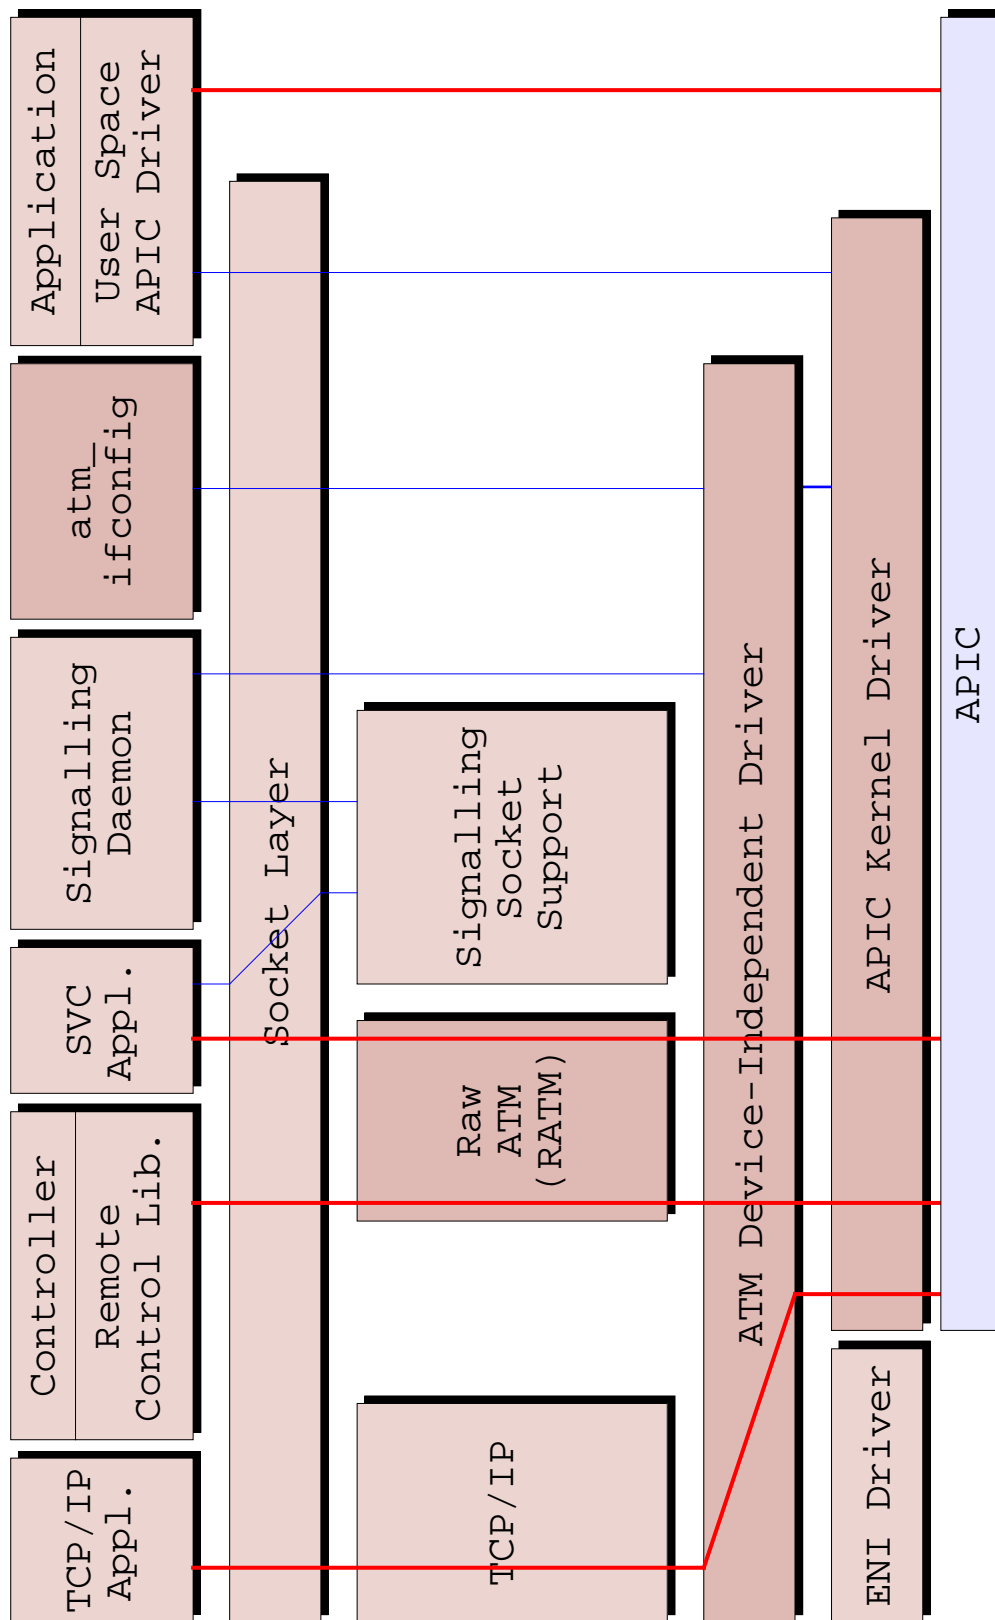 TCP/IP
Appl.
Controller
Remote
Control Lib.
SVC
Appl.
Signalling
Daemon
atm_
ifconfig
Application
User Space
APIC Driver
Socket Layer
TCP/IP
Raw
ATM
(RATM)
Signalling
Socket
Support
ATM Device-Independent Driver
ENI Driver
APIC Kernel Driver
APIC